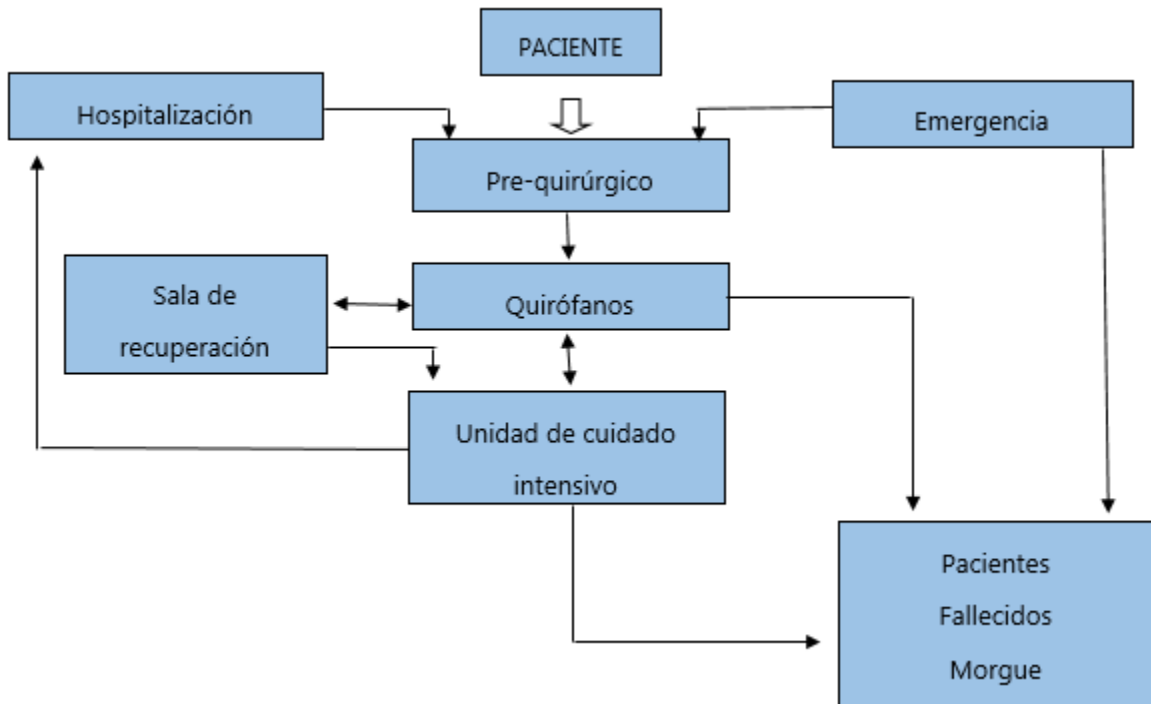 PACIENTE
Hospitalización
Emergencia
Pre-quirúrgico
Sala de
recuperación
Quirófanos
Unidad de cuidado
intensivo
Pacientes
Fallecidos
Morgue